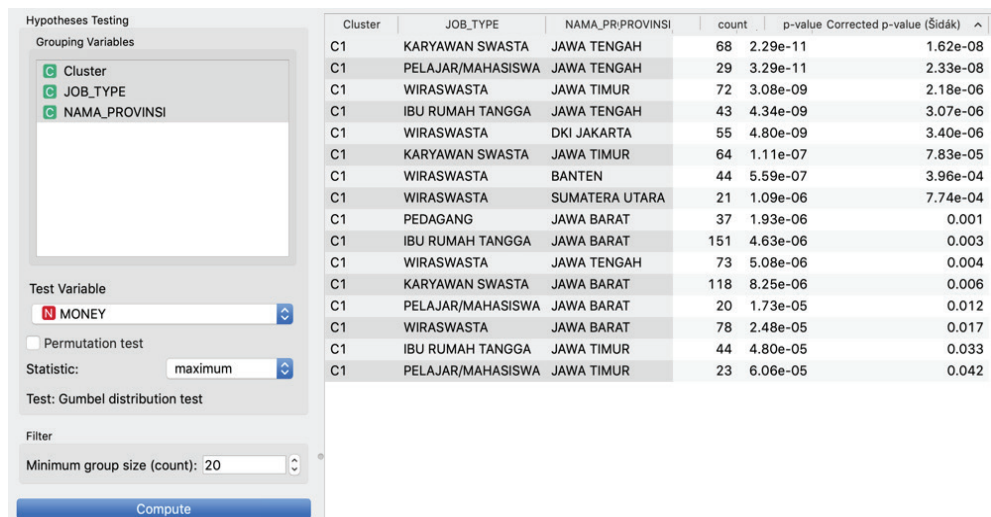 Hypotheses Testing
Grouping Variables
C Cluster
C JOB_TYPE
C NAMA_PROVINSI
Test Variable
N MONEY
Permutation test
Statistic: maximum
Test: Gumbel distribution test
Filter
Minimum group size (count): 20
Compute
Cluster JOB_TYPE NAMA_PR PROVINSI count p-value Corrected p-value (Šidák)
C1 KARYAWAN SWASTA JAWA TENGAH 68 2.29e-11 1.62e-08
C1 PELAJAR/MAHASISWA JAWA TENGAH 29 3.29e-11 2.33e-08
C1 WIRASWASTA JAWA TIMUR 72 3.08e-09 2.18e-06
C1 IBU RUMAH TANGGA JAWA TENGAH 43 4.34e-09 3.07e-06
C1 WIRASWASTA DKI JAKARTA 55 4.80e-09 3.40e-06
C1 KARYAWAN SWASTA JAWA TIMUR 64 1.11e-07 7.83e-05
C1 WIRASWASTA BANTEN 44 5.59e-07 3.96e-04
C1 WIRASWASTA SUMATERA UTARA 21 1.09e-06 7.74e-04
C1 PEDAGANG JAWA BARAT 37 1.93e-06 0.001
C1 IBU RUMAH TANGGA JAWA BARAT 151 4.63e-06 0.003
C1 WIRASWASTA JAWA TENGAH 73 5.08e-06 0.004
C1 KARYAWAN SWASTA JAWA BARAT 118 8.25e-06 0.006
C1 PELAJAR/MAHASISWA JAWA BARAT 20 1.73e-05 0.012
C1 WIRASWASTA JAWA BARAT 78 2.48e-05 0.017
C1 IBU RUMAH TANGGA JAWA TIMUR 44 4.80e-05 0.033
C1 PELAJAR/MAHASISWA JAWA TIMUR 23 6.06e-05 0.042